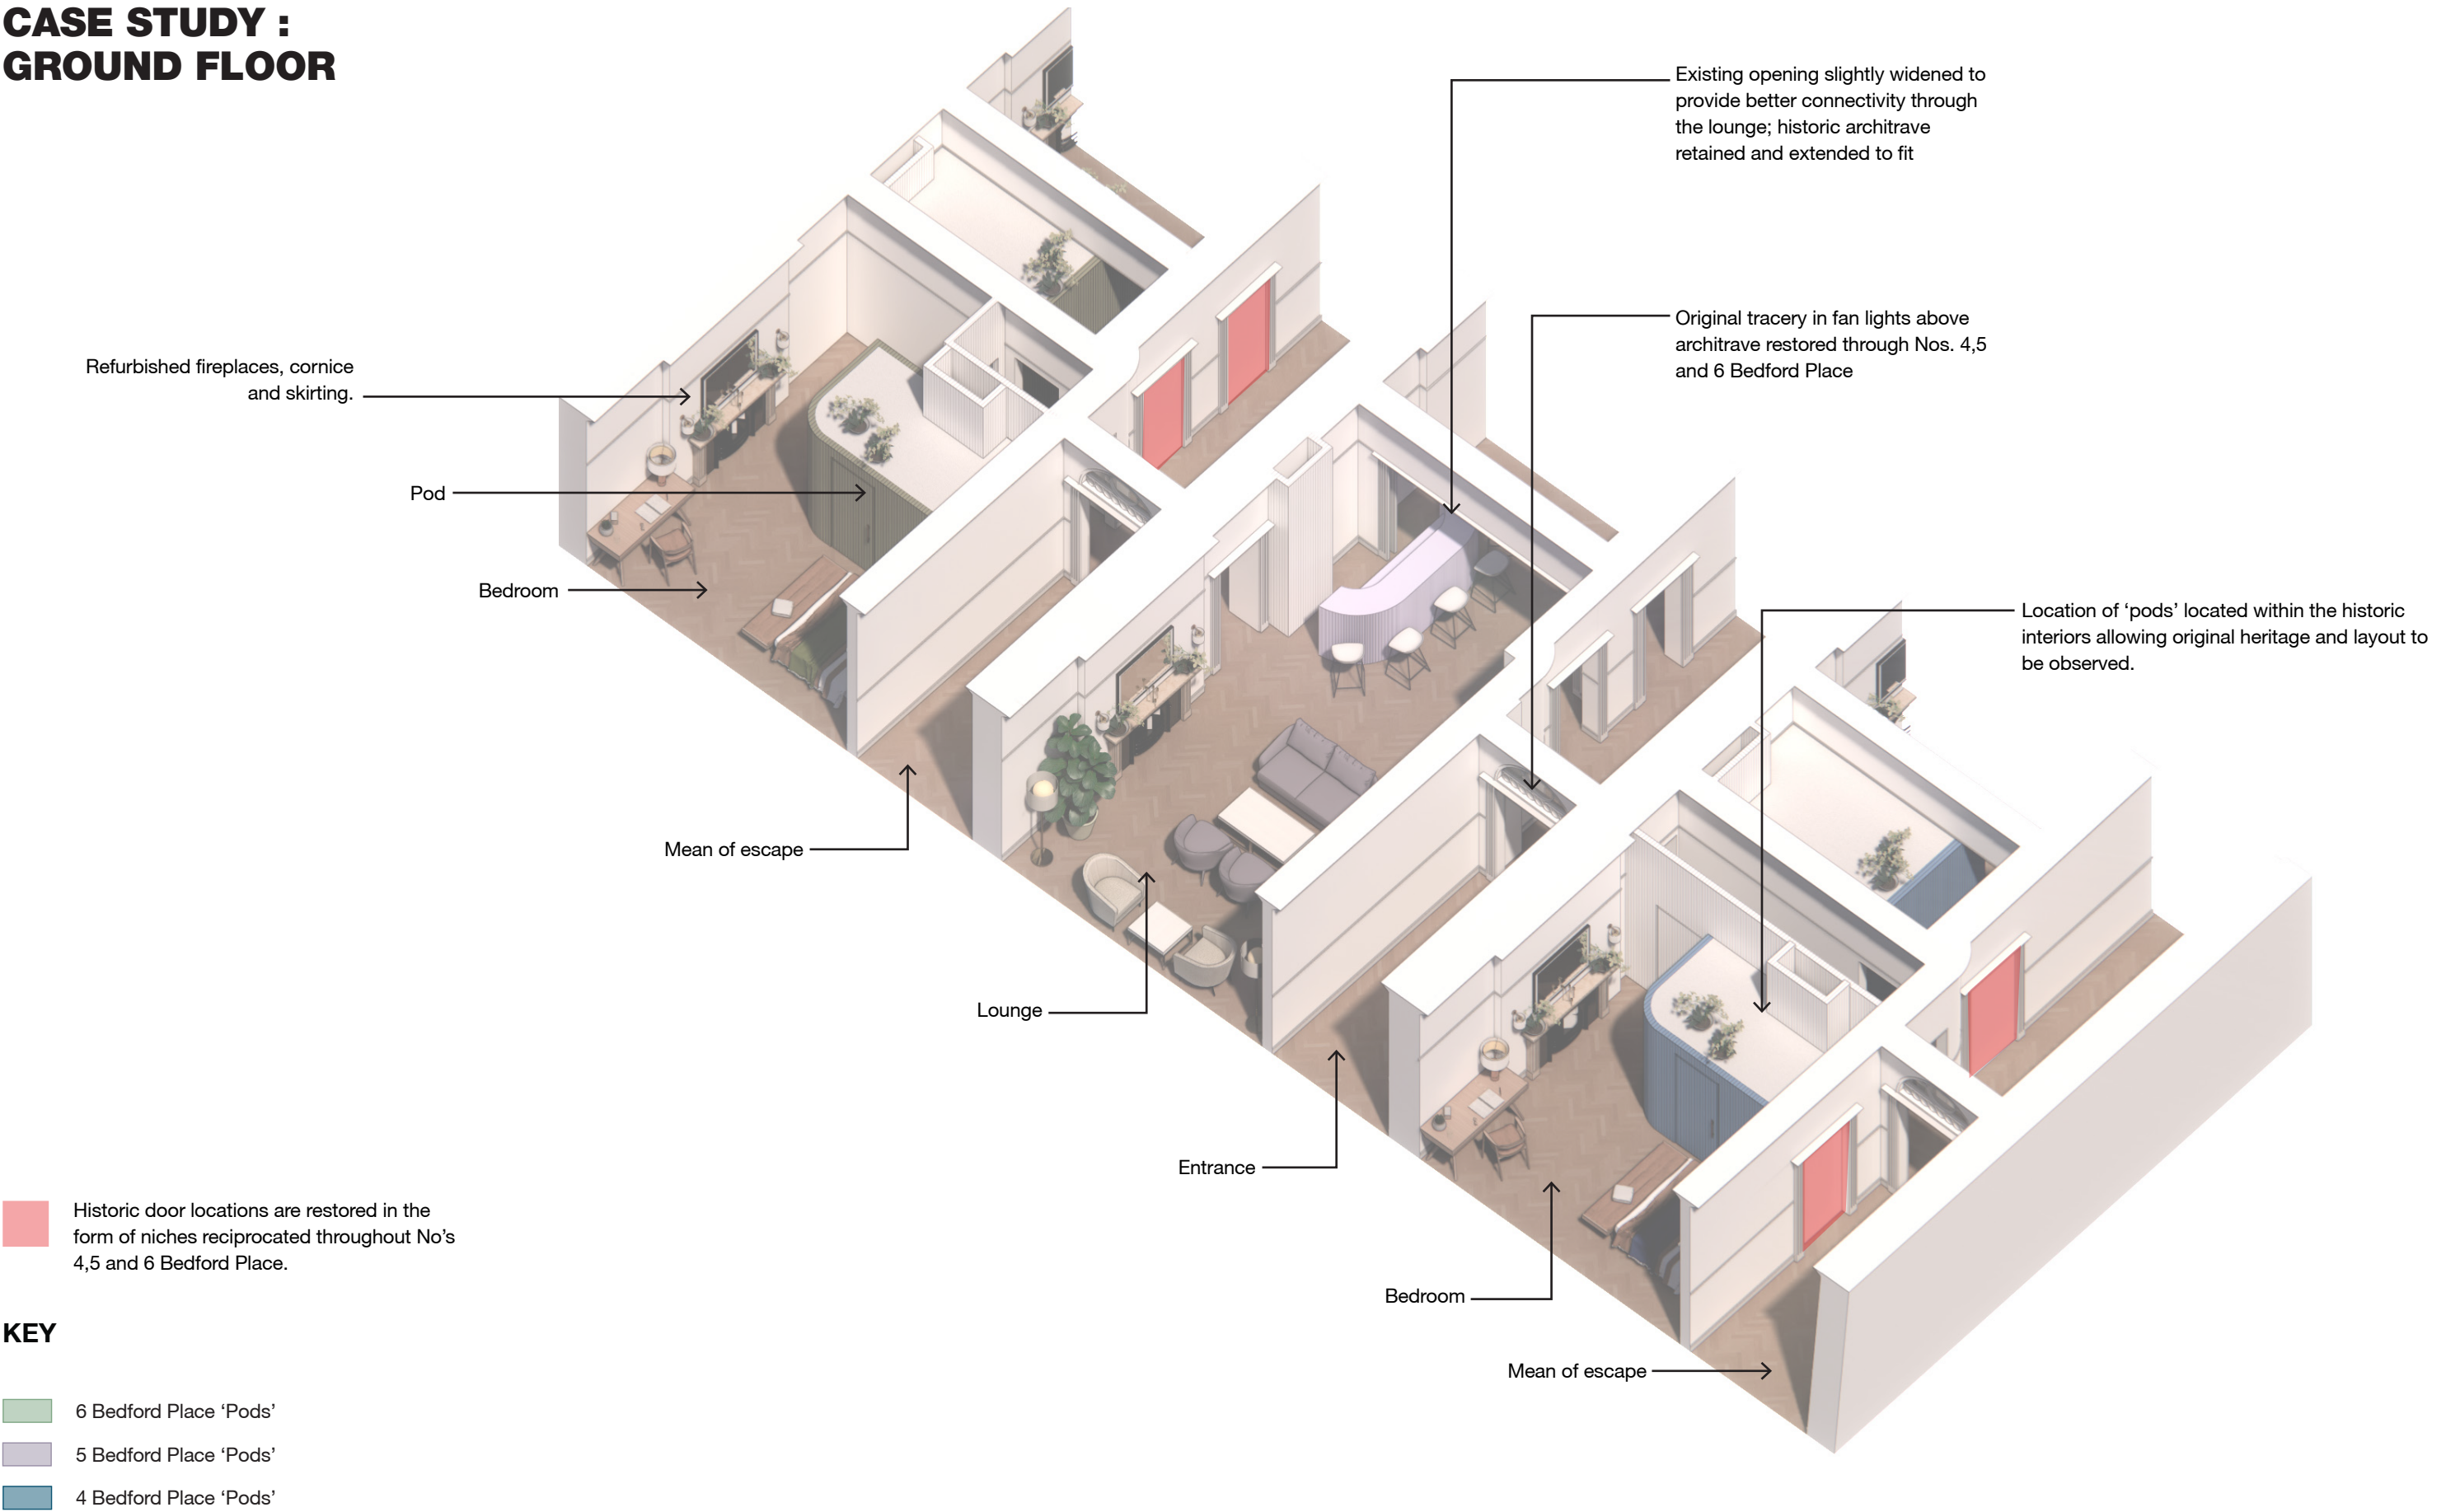 CASE STUDY :
GROUND FLOOR
Existing opening slightly widened to
provide better connectivity through
the lounge; historic architrave
retained and extended to fit
Original tracery in fan lights above
architrave restored through Nos. 4,5
and 6 Bedford Place
Refurbished fireplaces, cornice
and skirting.
Pod
Bedroom
Location of ‘pods’ located within the historic
interiors allowing original heritage and layout to
be observed.
Mean of escape
Lounge
Entrance
Bedroom
Mean of escape
Historic door locations are restored in the
form of niches reciprocated throughout No’s
4,5 and 6 Bedford Place.
KEY
6 Bedford Place ‘Pods’
5 Bedford Place ‘Pods’
4 Bedford Place ‘Pods’